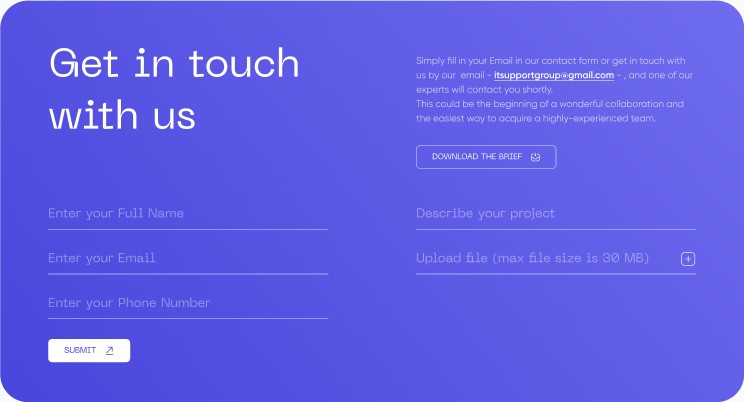 Get in touch
with us
Simply fill in your Email in our contact form or get in touch with
us by our email - itsupportgroup@gmail.com - , and one of our
experts will contact you shortly.
This could be the beginning of a wonderful collaboration and
the easiest way to acquire a highly-experienced team.
DOWNLOAD THE BRIEF
Enter your Full Name
Describe your project
Enter your Email
Upload file (max file size is 30 MB)
Enter your Phone Number
SUBMIT